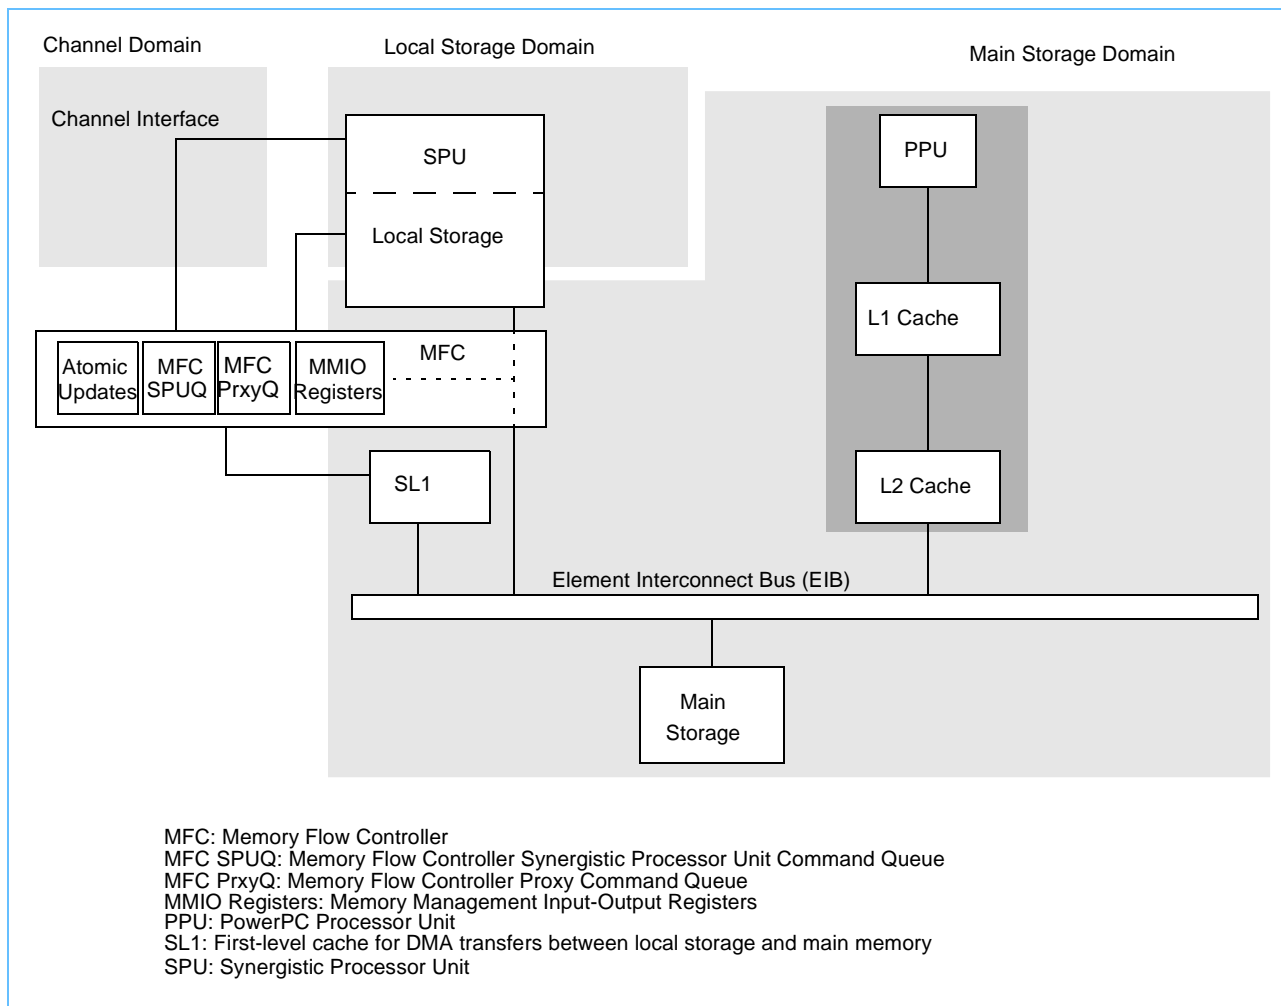 Channel Domain
Local Storage Domain
Main Storage Domain
Channel Interface
SPU
PPU
Local Storage
L1 Cache
Atomic
Updates
MFC
SPUQ
MFC
PrxyQ
MMIO
Registers
MFC
SL1
L2 Cache
Element Interconnect Bus (EIB)
Main
Storage
MFC: Memory Flow Controller
MFC SPUQ: Memory Flow Controller Synergistic Processor Unit Command Queue
MFC PrxyQ: Memory Flow Controller Proxy Command Queue
MMIO Registers: Memory Management Input-Output Registers
PPU: PowerPC Processor Unit
SL1: First-level cache for DMA transfers between local storage and main memory
SPU: Synergistic Processor Unit